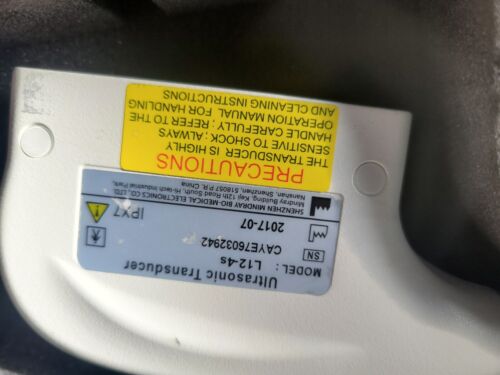 Ultrasonic Transducer
MODEL: L12-4s
SN CAYE76032942
2017-07
IPX7
SHENZHEN MINDRAY BIO-MEDICAL ELECTRONICS CO.,LTD.
Mindray Building, Keji 12th Road South, Hi-tech Industrial Park,
Nanshan, Shenzhen, 518057 P.R. China
PRECAUTIONS
THE TRANSDUCER IS HIGHLY
SENSITIVE TO SHOCK; ALWAYS
HANDLE CAREFULLY; REFER TO THE
OPERATION MANUAL FOR HANDLING
AND CLEANING INSTRUCTIONS